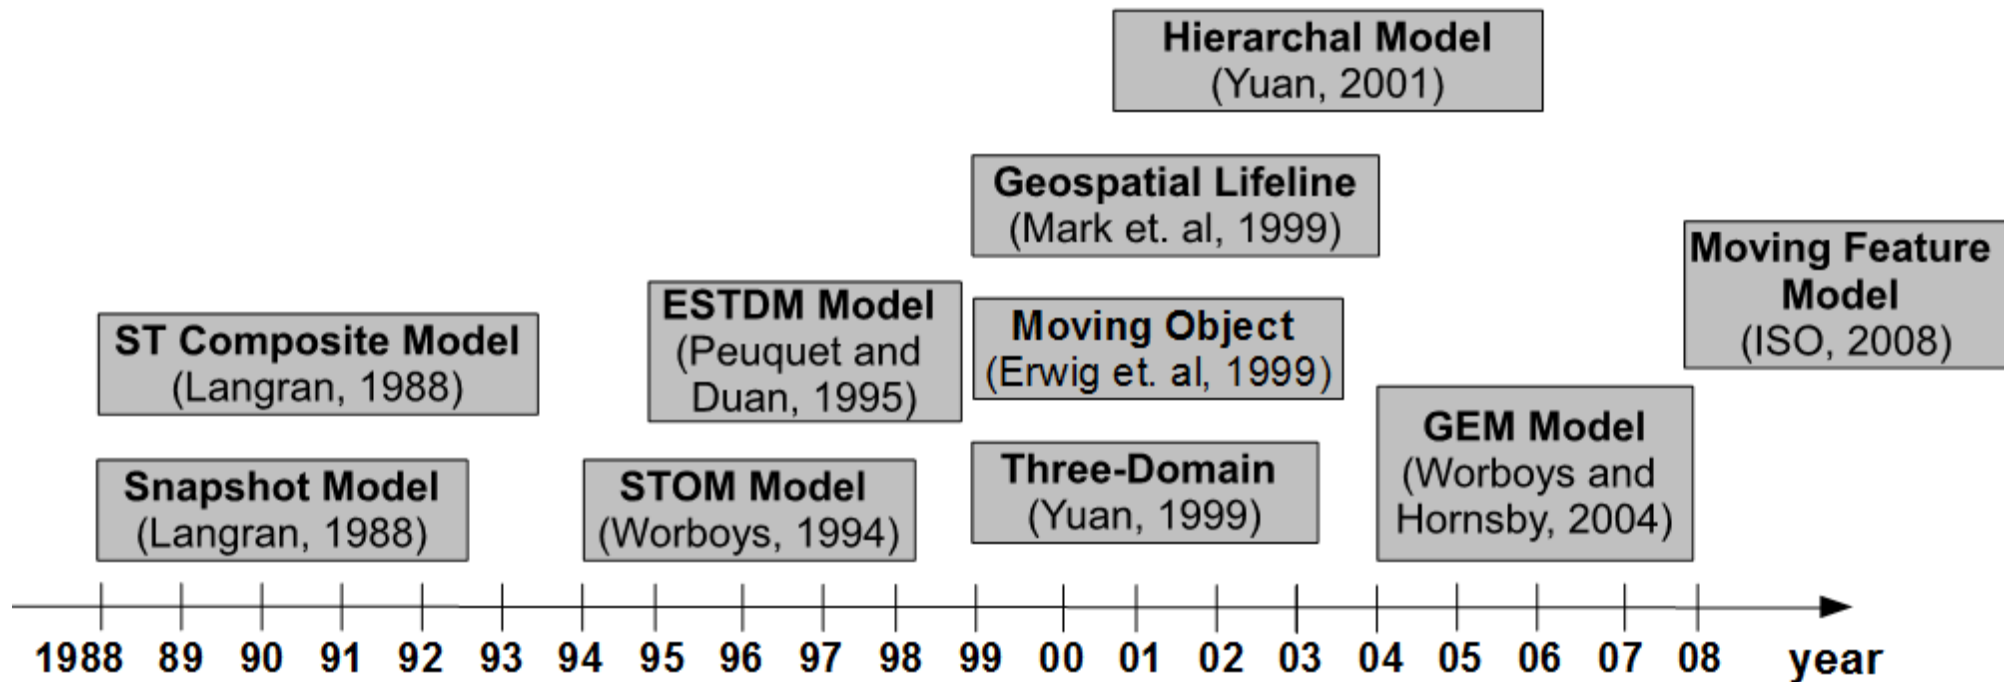 Hierarchal Model
(Yuan, 2001)
Geospatial Lifeline
(Mark et. al, 1999)
Moving Feature
Model
(ISO, 2008)
ESTDM Model
(Peuquet and
Duan, 1995)
Moving Object
(Erwig et. al, 1999)
ST Composite Model
(Langran, 1988)
GEM Model
(Worboys and
Hornsby, 2004)
Snapshot Model
(Langran, 1988)
STOM Model
(Worboys, 1994)
Three-Domain
(Yuan, 1999)
1988 89 90 91 92 93 94 95 96 97 98 99 00 01 02 03 04 05 06 07 08 year